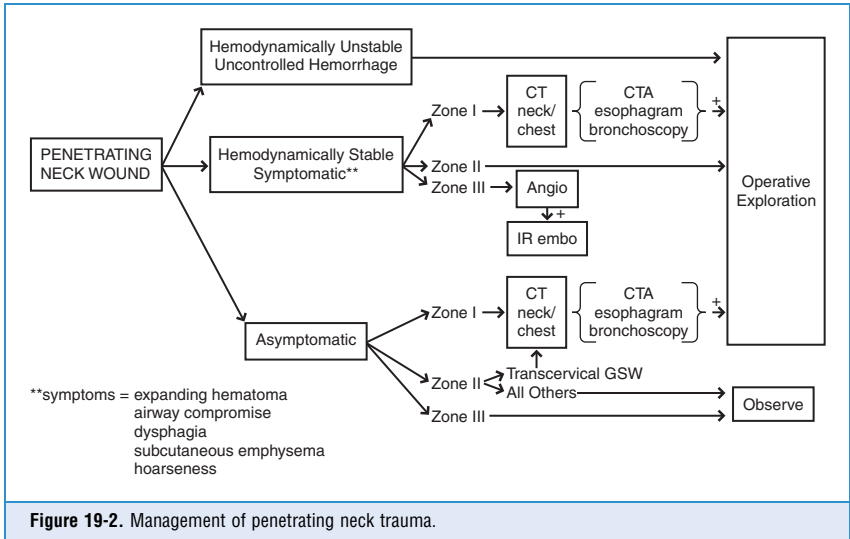 Hemodynamically Unstable
Uncontrolled Hemorrhage
PENETRATING
NECK WOUND
Hemodynamically Stable
Symptomatic**
Zone I
CT
neck/
chest
CTA
esophagram
bronchoscopy
+
Zone II
Zone III
Angio
+
IR embo
Operative
Exploration
Asymptomatic
Zone I
CT
neck/
chest
CTA
esophagram
bronchoscopy
+
Zone II
Transcervical GSW
All Others
Zone III
Observe
**symptoms = expanding hematoma
airway compromise
dysphagia
subcutaneous emphysema
hoarseness
Figure 19-2. Management of penetrating neck trauma.